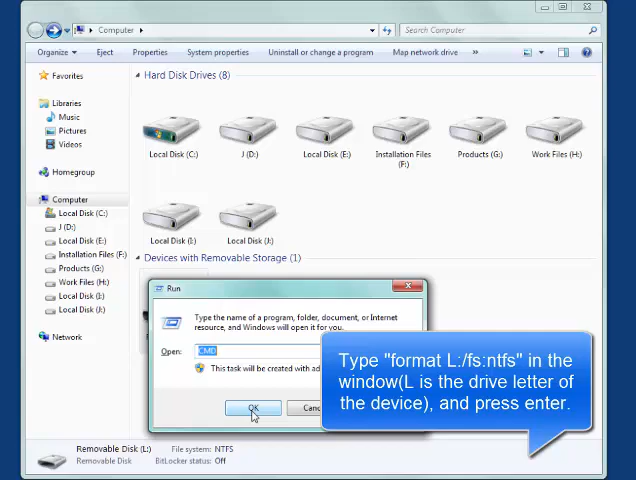 Computer
Search Computer
Organize
Eject
Properties
System properties
Uninstall or change a program
Map network drive
»
Favorites
Libraries
Music
Pictures
Videos
Homegroup
Computer
Local Disk (C:)
J (D:)
Local Disk (E:)
Installation Files (F:)
Products (G:)
Work Files (H:)
Local Disk (I:)
Local Disk (J:)
Network
Hard Disk Drives (8)
Local Disk (C:)
J (D:)
Local Disk (E:)
Installation Files
(F:)
Products (G:)
Work Files (H:)
Local Disk (I:)
Local Disk (J:)
Devices with Removable Storage (1)
Run
Type the name of a program, folder, document, or Internet
resource, and Windows will open it for you.
Open:
CMD
This task will be created with ad
OK
Canc
Type "format L:/fs:ntfs" in the
window(L is the drive letter of
the device), and press enter.
Removable Disk (L:)
File system: NTFS
Removable Disk
BitLocker status: Off